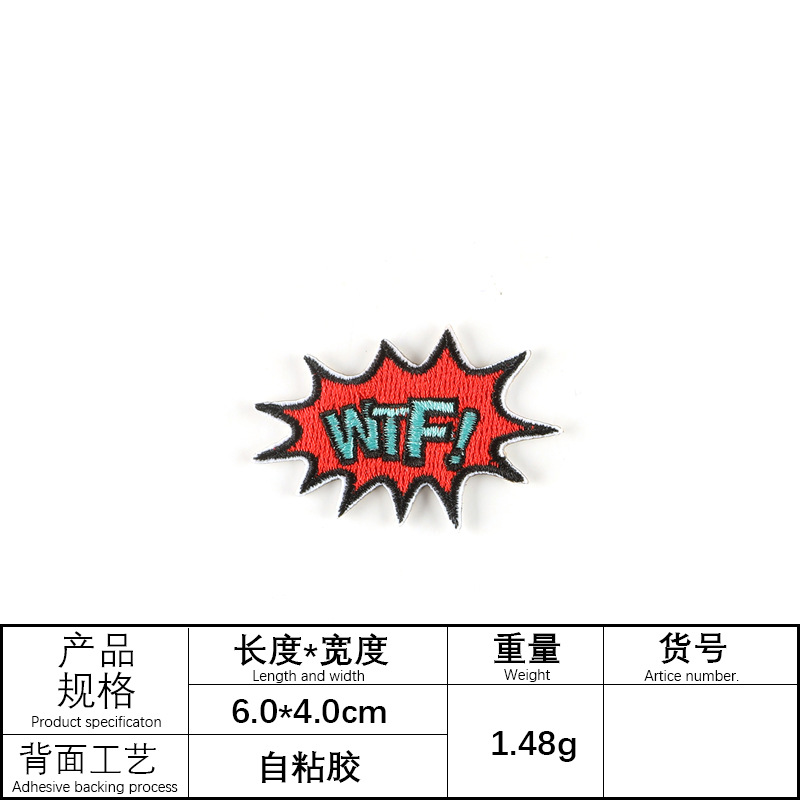 WTF!
产品
规格
Product specificaton
长度*宽度
Length and width
重量
Weight
货号
Artice number.
6.0*4.0cm
1.48g
背面工艺
Adhesive backing process
自粘胶